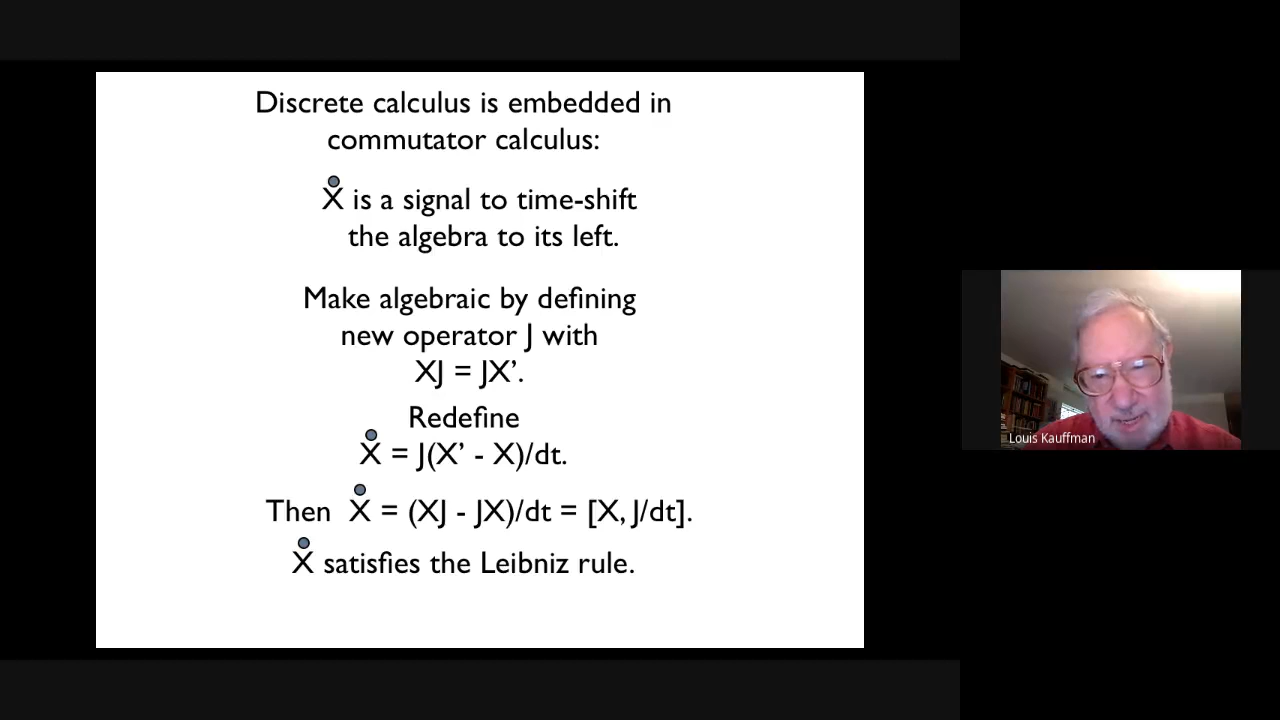 Discrete calculus is embedded in
commutator calculus:
Ẋ is a signal to time-shift
the algebra to its left.
Make algebraic by defining
new operator J with
XJ = JX’.
Redefine
Ẋ = J(X’ - X)/dt.
Then Ẋ = (XJ - JX)/dt = [X, J/dt].
Ẋ satisfies the Leibniz rule.
Louis Kauffman